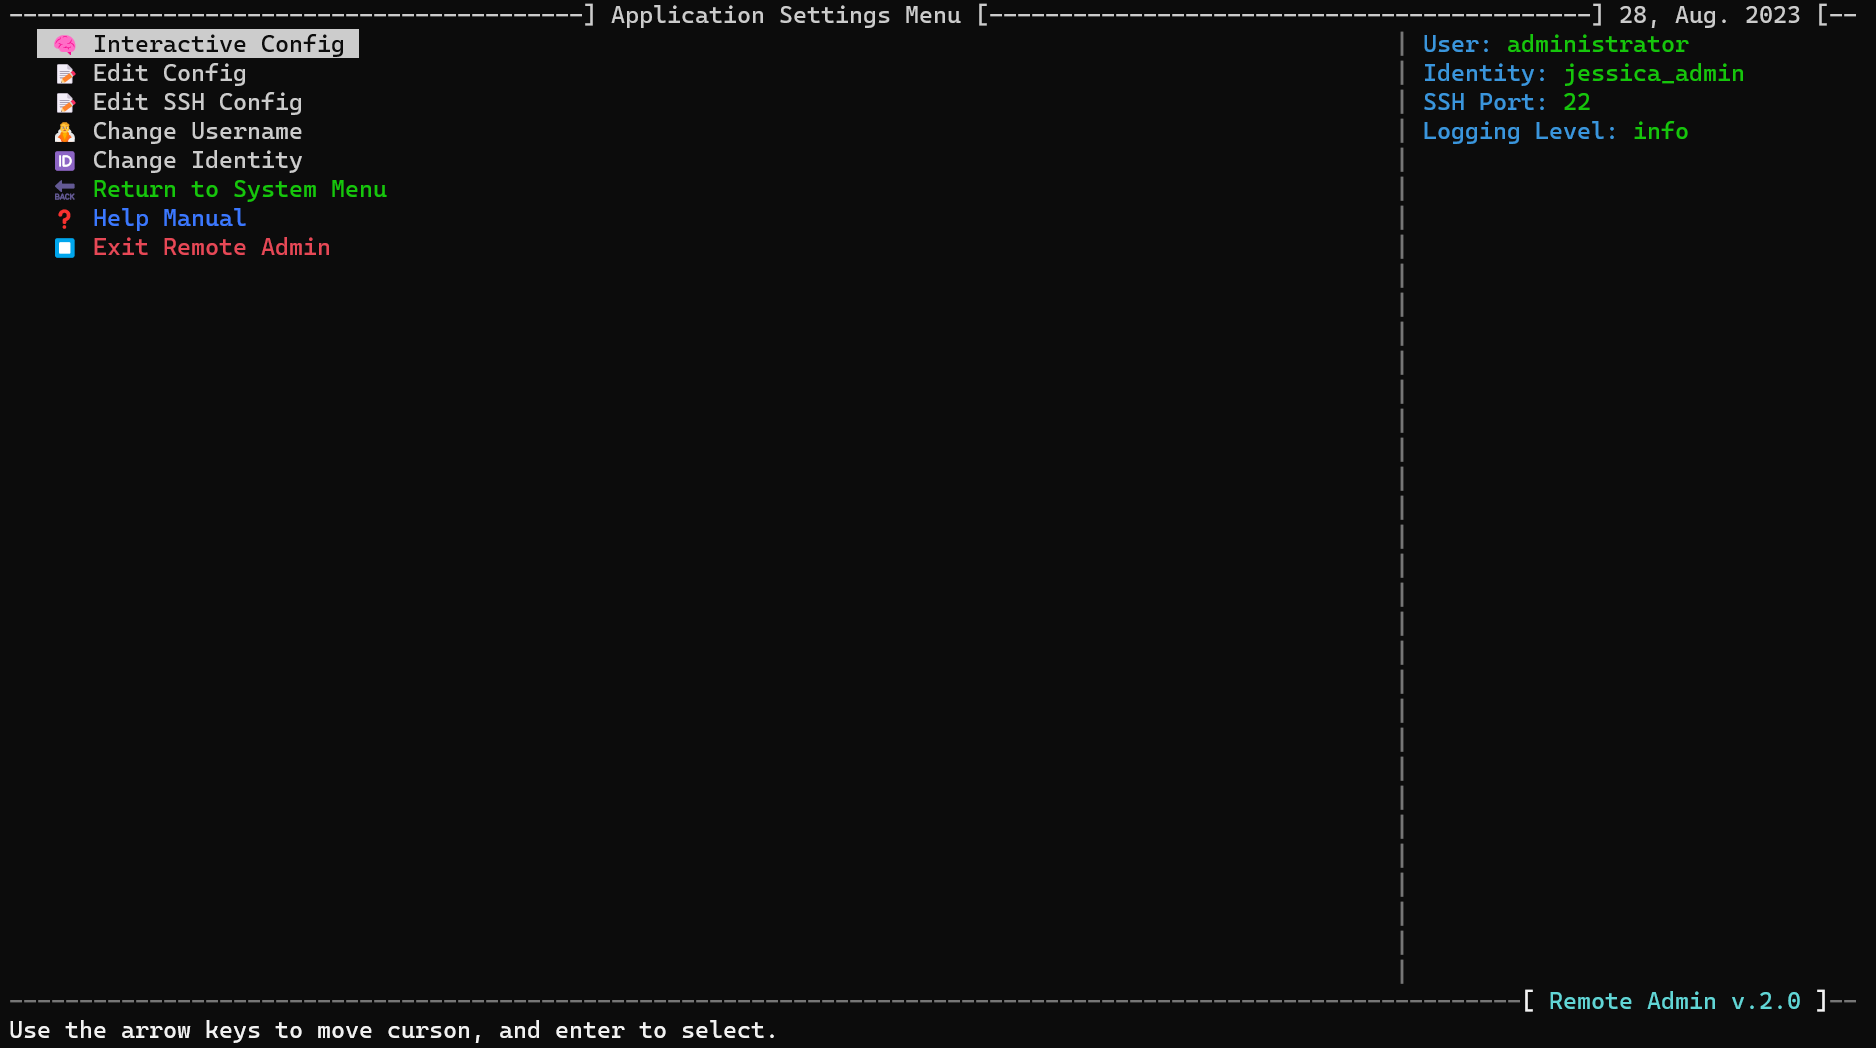 ] Application Settings Menu [ ] 28, Aug. 2023 [
Interactive Config
Edit Config
Edit SSH Config
Change Username
ID Change Identity
BACK Return to System Menu
❓ Help Manual
Exit Remote Admin
User: administrator
Identity: jessica_admin
SSH Port: 22
Logging Level: info
[ Remote Admin v.2.0 ]
Use the arrow keys to move curson, and enter to select.